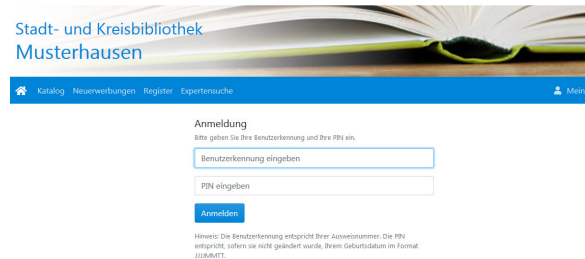 Stadt- und Kreisbibliothek
Musterhausen
Katalog Neuerwerbungen Register Expertensuche Mein
Anmeldung
Bitte geben Sie Ihre Benutzerkennung und Ihre PIN ein.
Benutzerkennung eingeben
PIN eingeben
Anmelden
Hinweis: Die Benutzerkennung entspricht Ihrer Ausweisnummer. Die PIN
entspricht, sofern sie nicht geändert wurde, Ihrem Geburtsdatum im Format
JJJJMMTT.